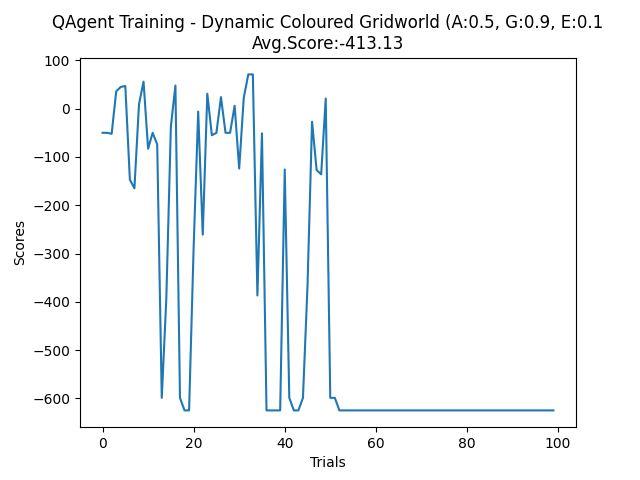 QAgent Training - Dynamic Coloured Gridworld (A:0.5, G:0.9, E:0.1
Avg.Score:-413.13
100
0
−100
−200
−300
−400
−500
−600
Scores
0 20 40 60 80 100
Trials